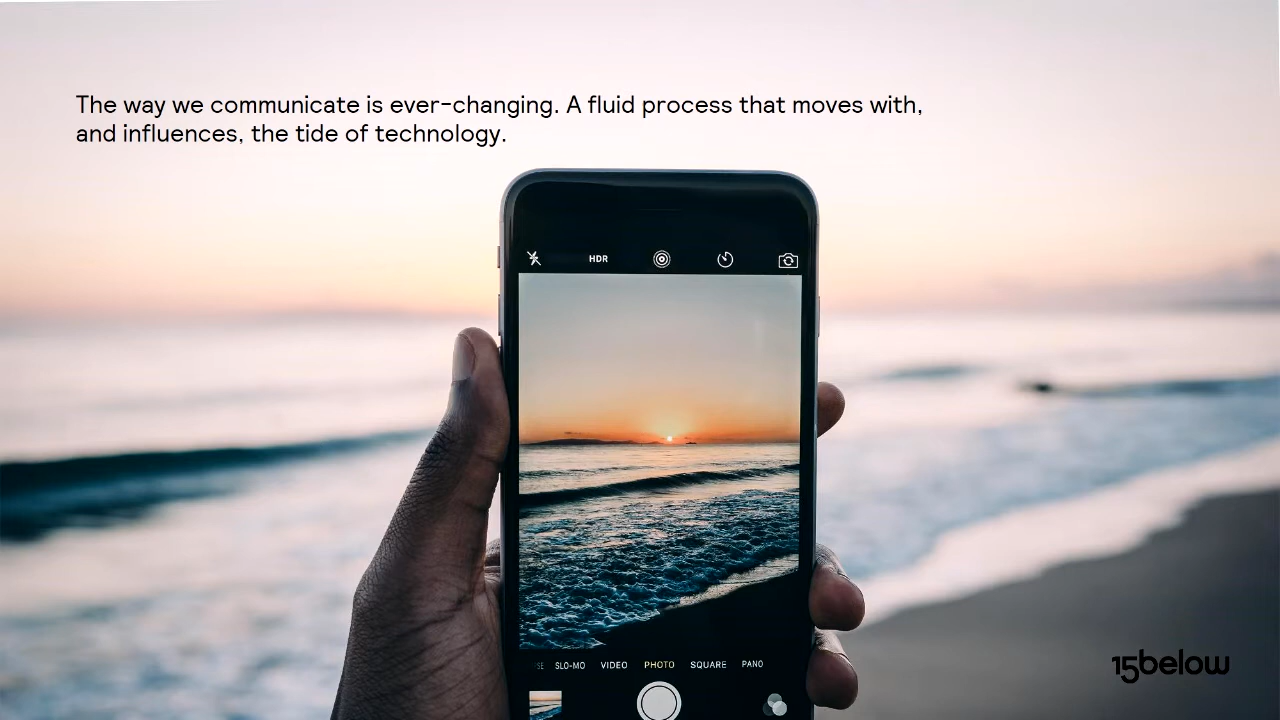 The way we communicate is ever-changing. A fluid process that moves with,
and influences, the tide of technology.
HDR
SLO-MO VIDEO PHOTO SQUARE PANO
15below